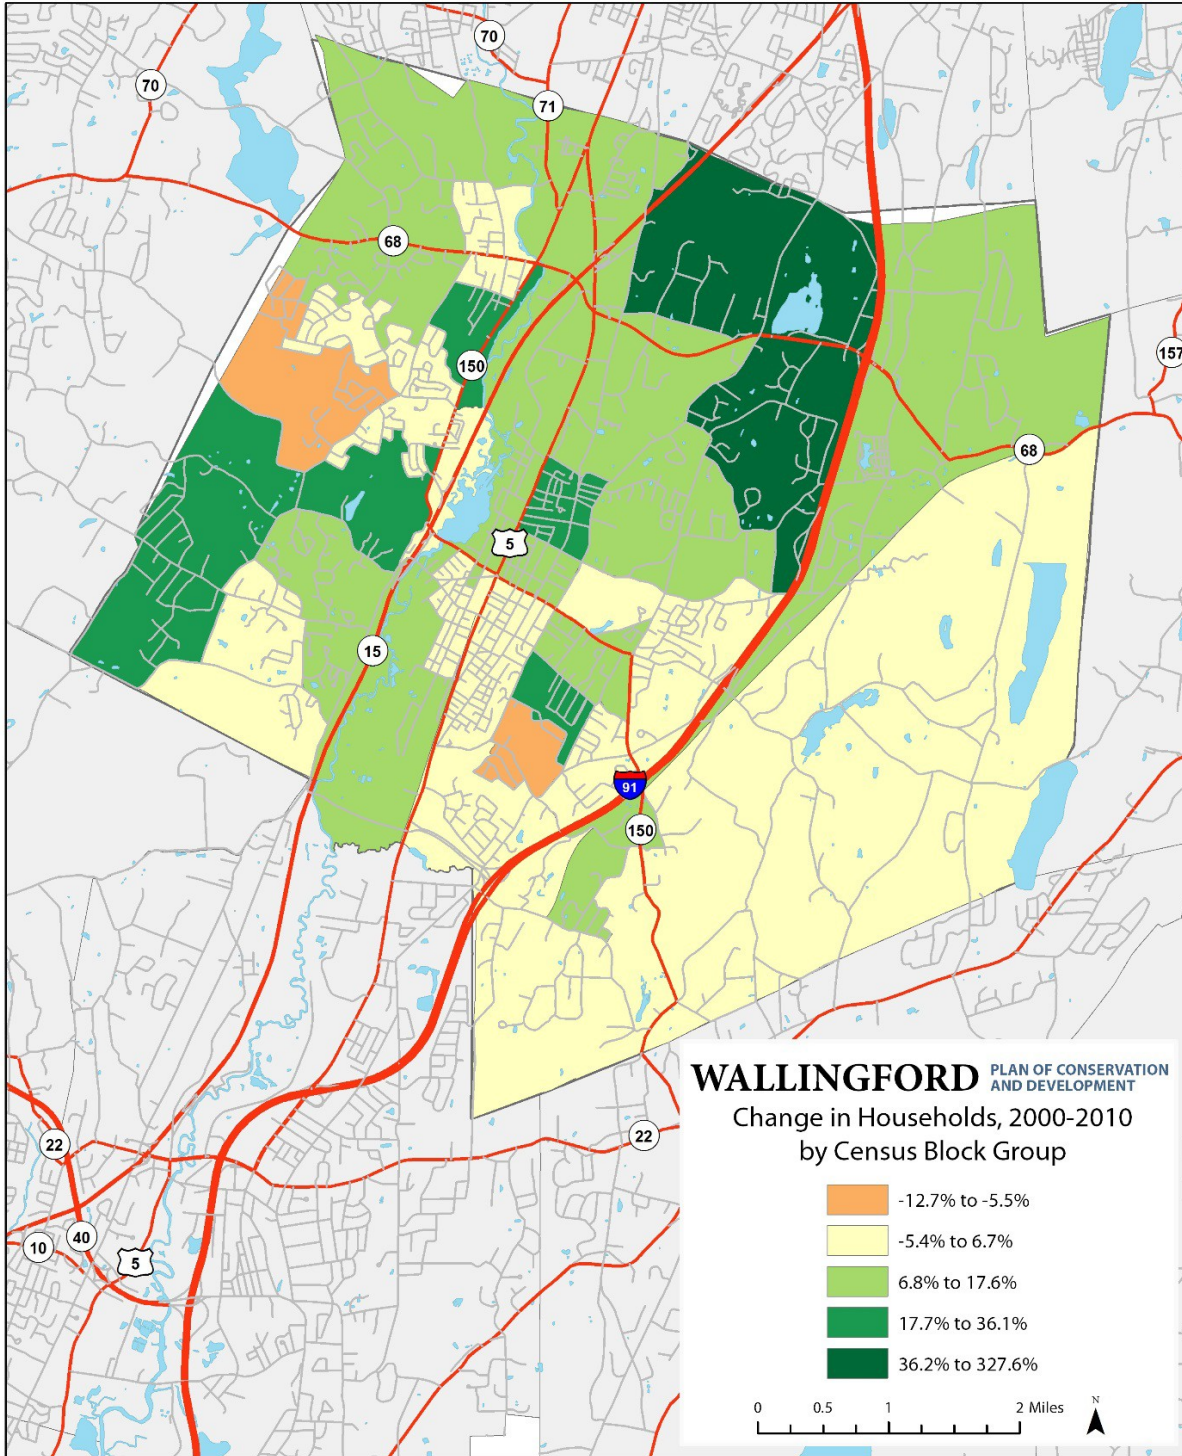 70
70
71
68
157
150
68
5
15
91
150
WALLINGFORD PLAN OF CONSERVATION
AND DEVELOPMENT
Change in Households, 2000-2010
by Census Block Group
22
22
-12.7% to -5.5%
-5.4% to 6.7%
40
10
5
6.8% to 17.6%
17.7% to 36.1%
36.2% to 327.6%
N
0 0.5 1 2 Miles